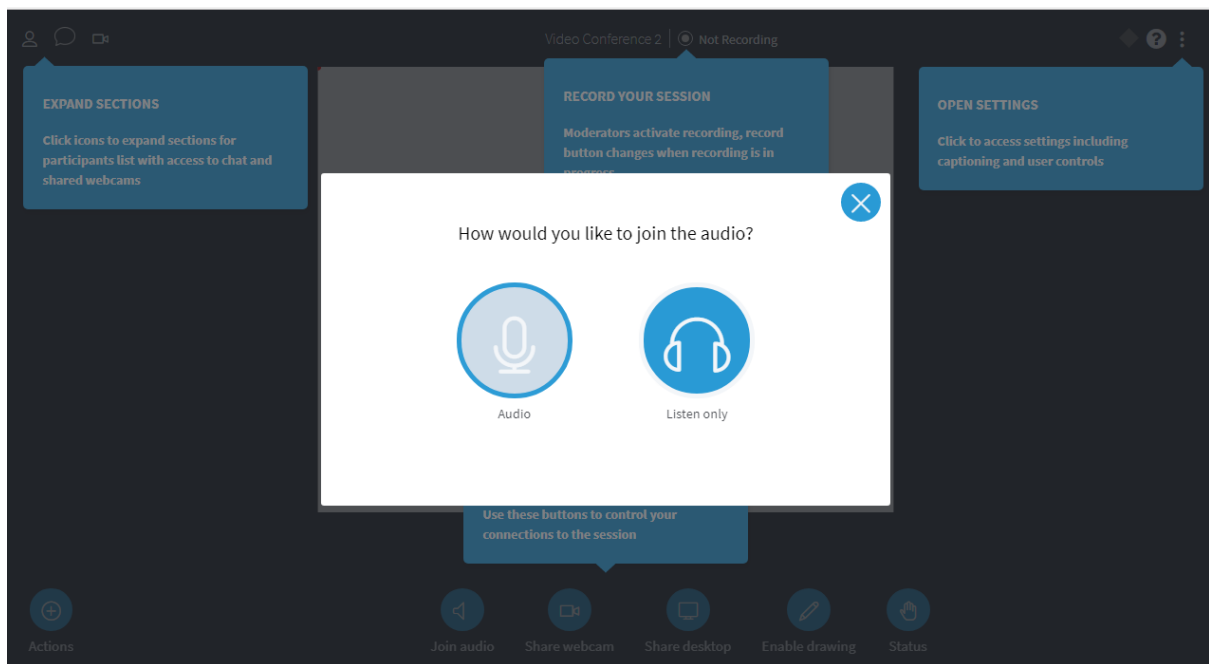 Video Conference 2
Not Recording
EXPAND SECTIONS
Click icons to expand sections for
participants list with access to chat and
shared webcams
RECORD YOUR SESSION
Moderators activate recording, record
button changes when recording is in
progress
OPEN SETTINGS
Click to access settings including
captioning and user controls
How would you like to join the audio?
Audio
Listen only
Use these buttons to control your
connections to the session
Actions
Join audio
Share webcam
Share desktop
Enable drawing
Status